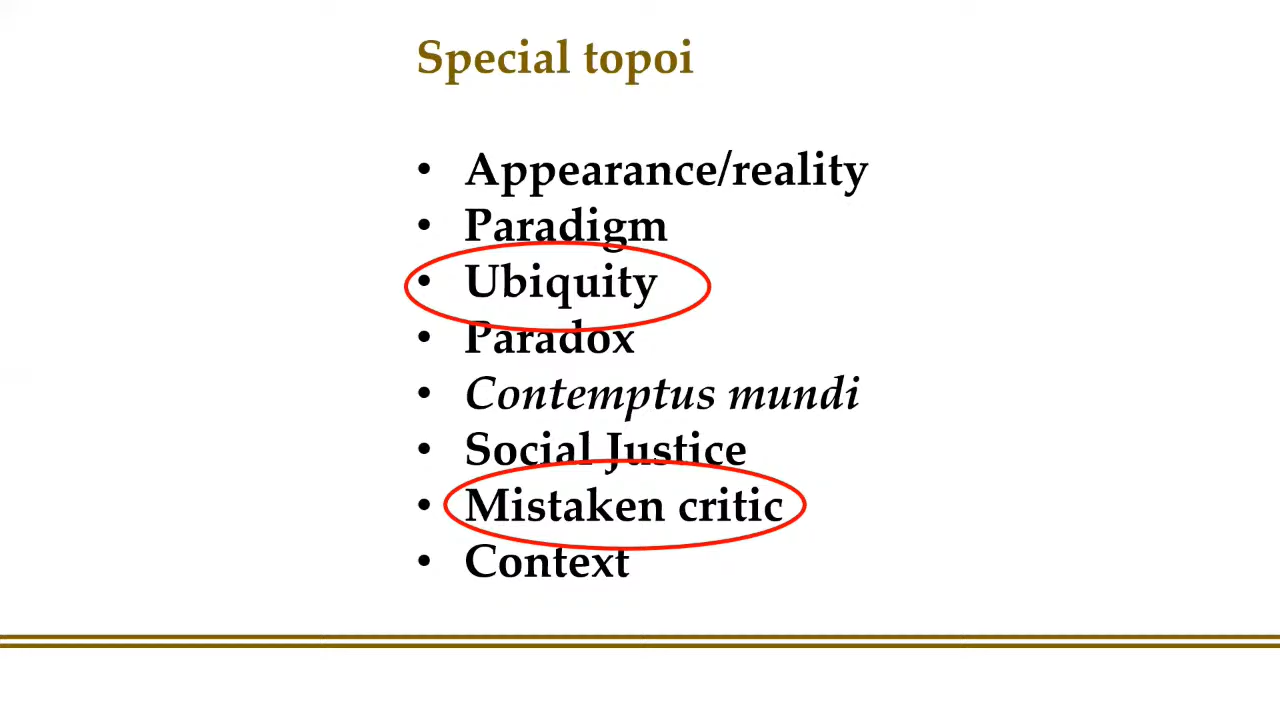 Special topoi
• Appearance/reality
• Paradigm
• Ubiquity
• Paradox
• Contemptus mundi
• Social Justice
• Mistaken critic
• Context